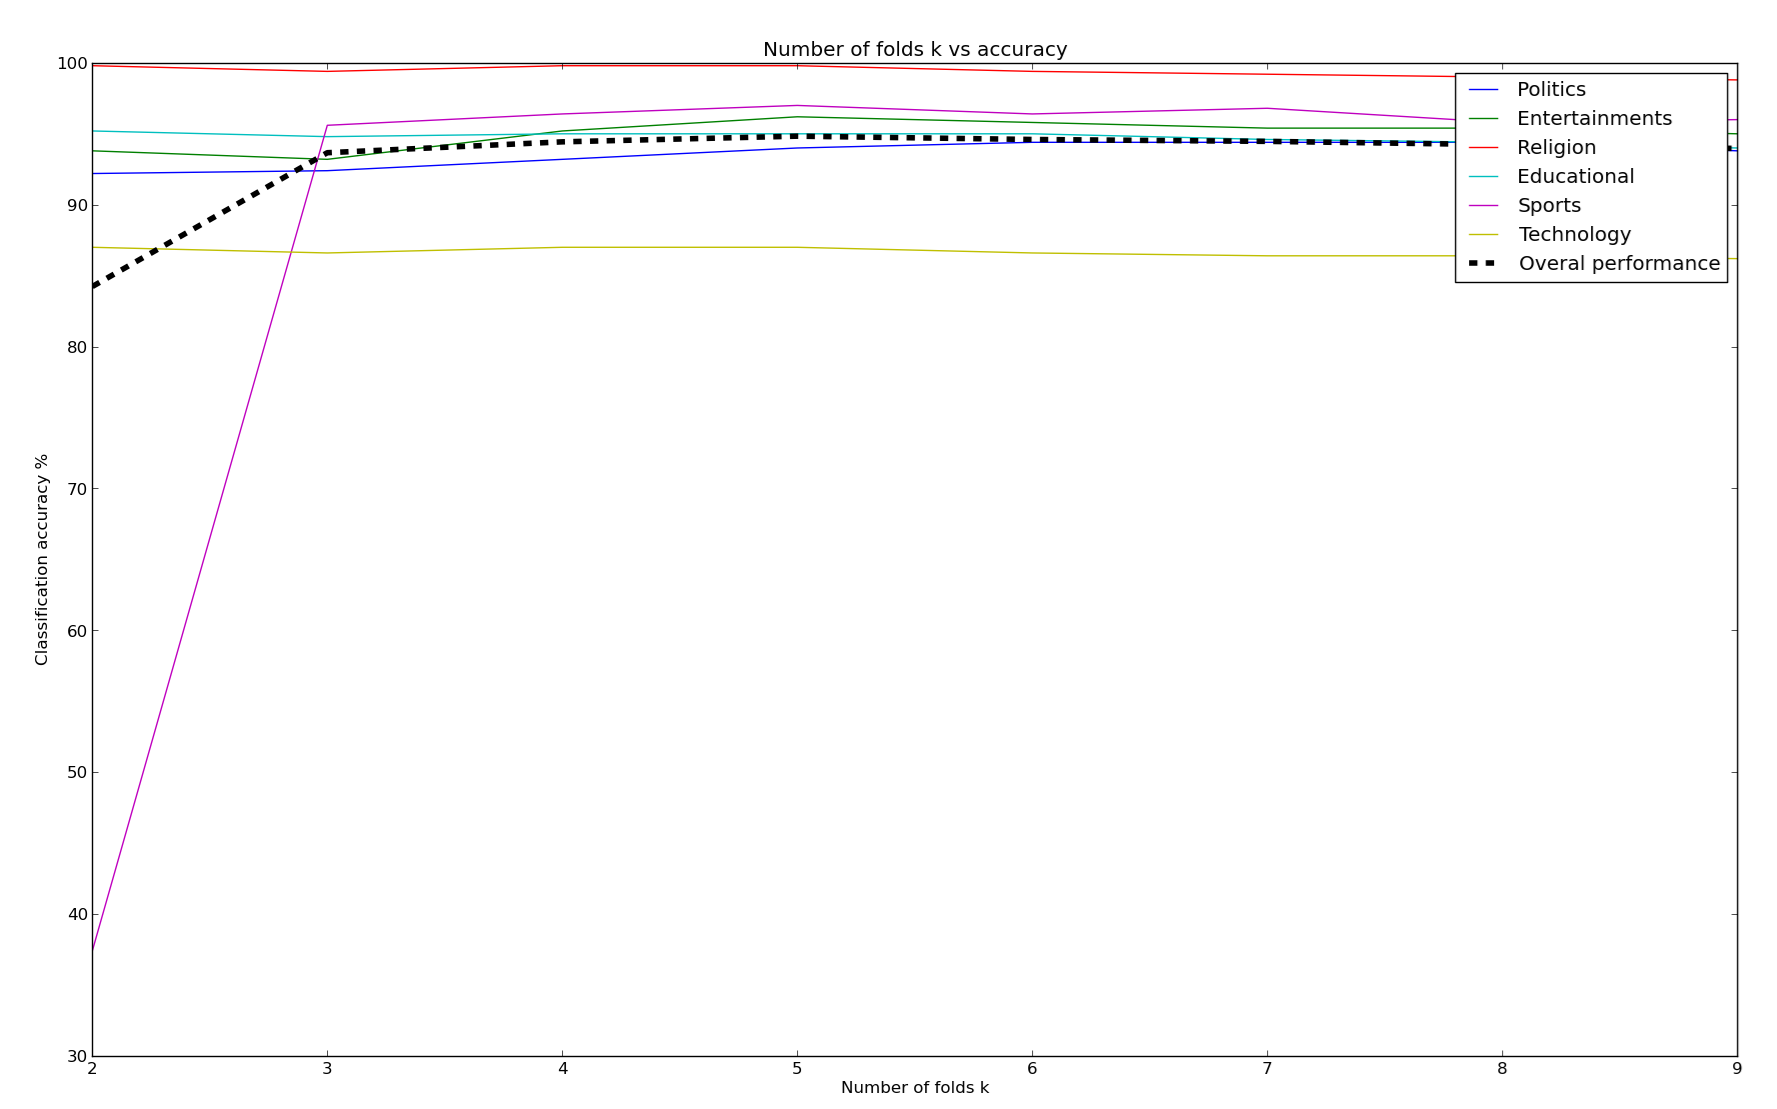 Number of folds k vs accuracy
100
90
80
70
60
50
40
30
Classification accuracy %
Politics
Entertainments
Religion
Educational
Sports
Technology
Overal performance
2 3 4 5 6 7 8 9
Number of folds k